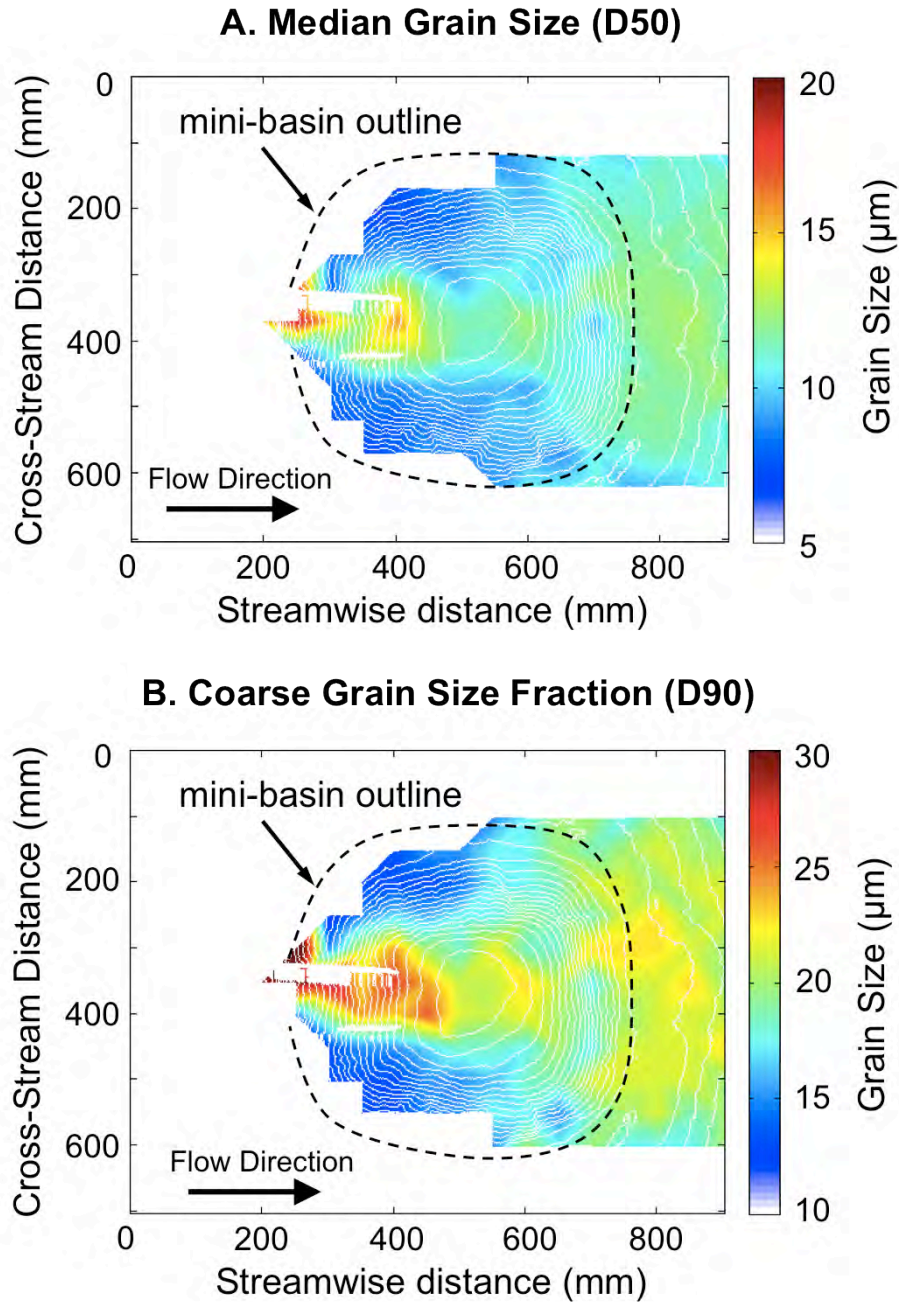 A. Median Grain Size (D50)
0
200
400
600
Cross-Stream Distance (mm)
mini-basin outline
Flow Direction
0
200
400
600
800
Streamwise distance (mm)
20
15
10
5
Grain Size (µm)
B. Coarse Grain Size Fraction (D90)
0
200
400
600
Cross-Stream Distance (mm)
mini-basin outline
Flow Direction
0
200
400
600
800
Streamwise distance (mm)
30
25
20
15
10
Grain Size (µm)